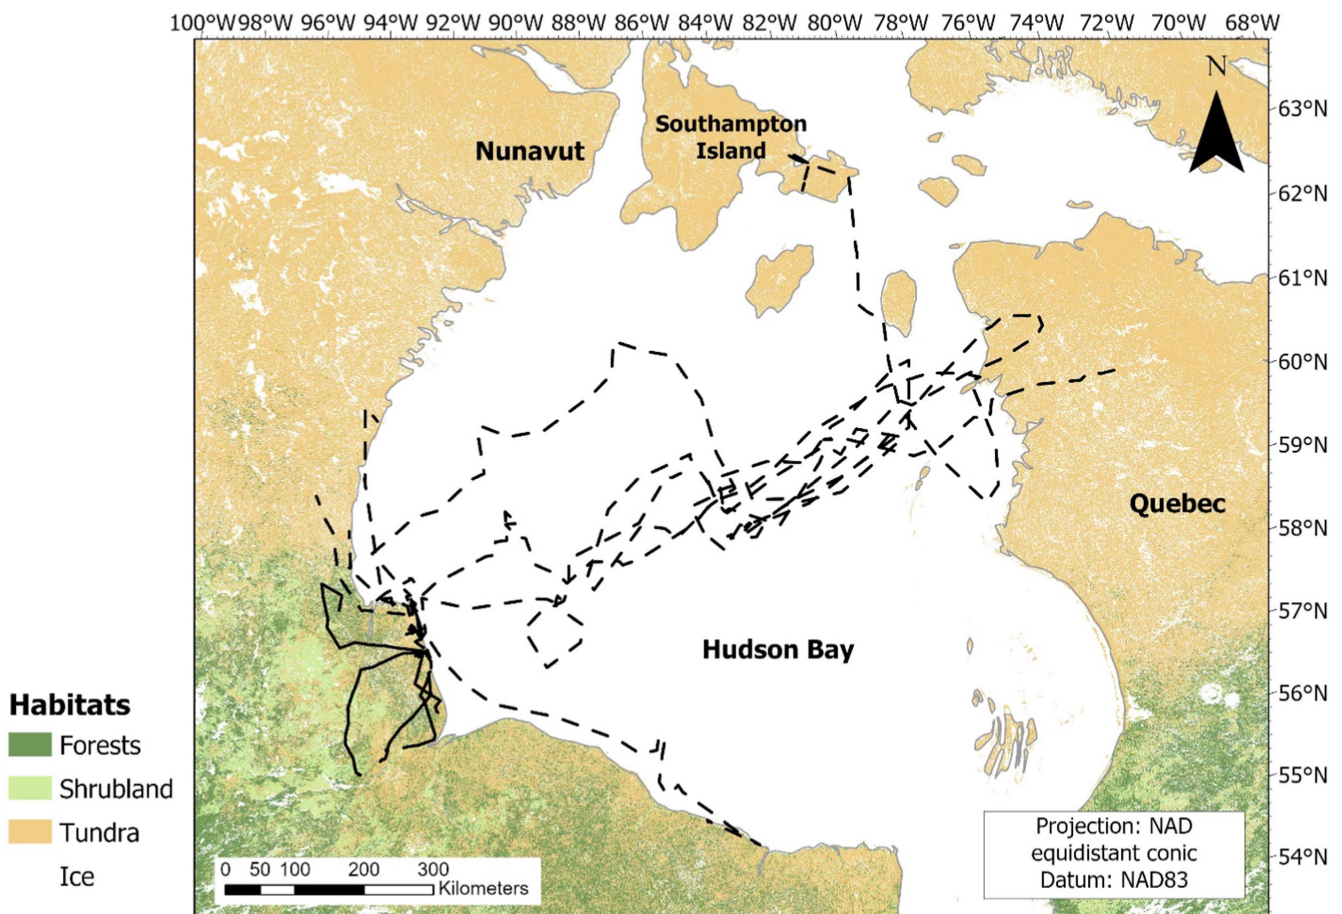 100°W 98°W 96°W 94°W 92°W 90°W 88°W 86°W 84°W 82°W 80°W 78°W 76°W 74°W 72°W 70°W 68°W
N
63°N
Southampton
Island
Nunavut
62°N
61°N
60°N
59°N
Quebec
58°N
57°N
Hudson Bay
56°N
Habitats
Forests
Shrubland
Tundra
Ice
55°N
Projection: NAD
equidistant conic
Datum: NAD83
54°N
0 50 100 200 300
Kilometers